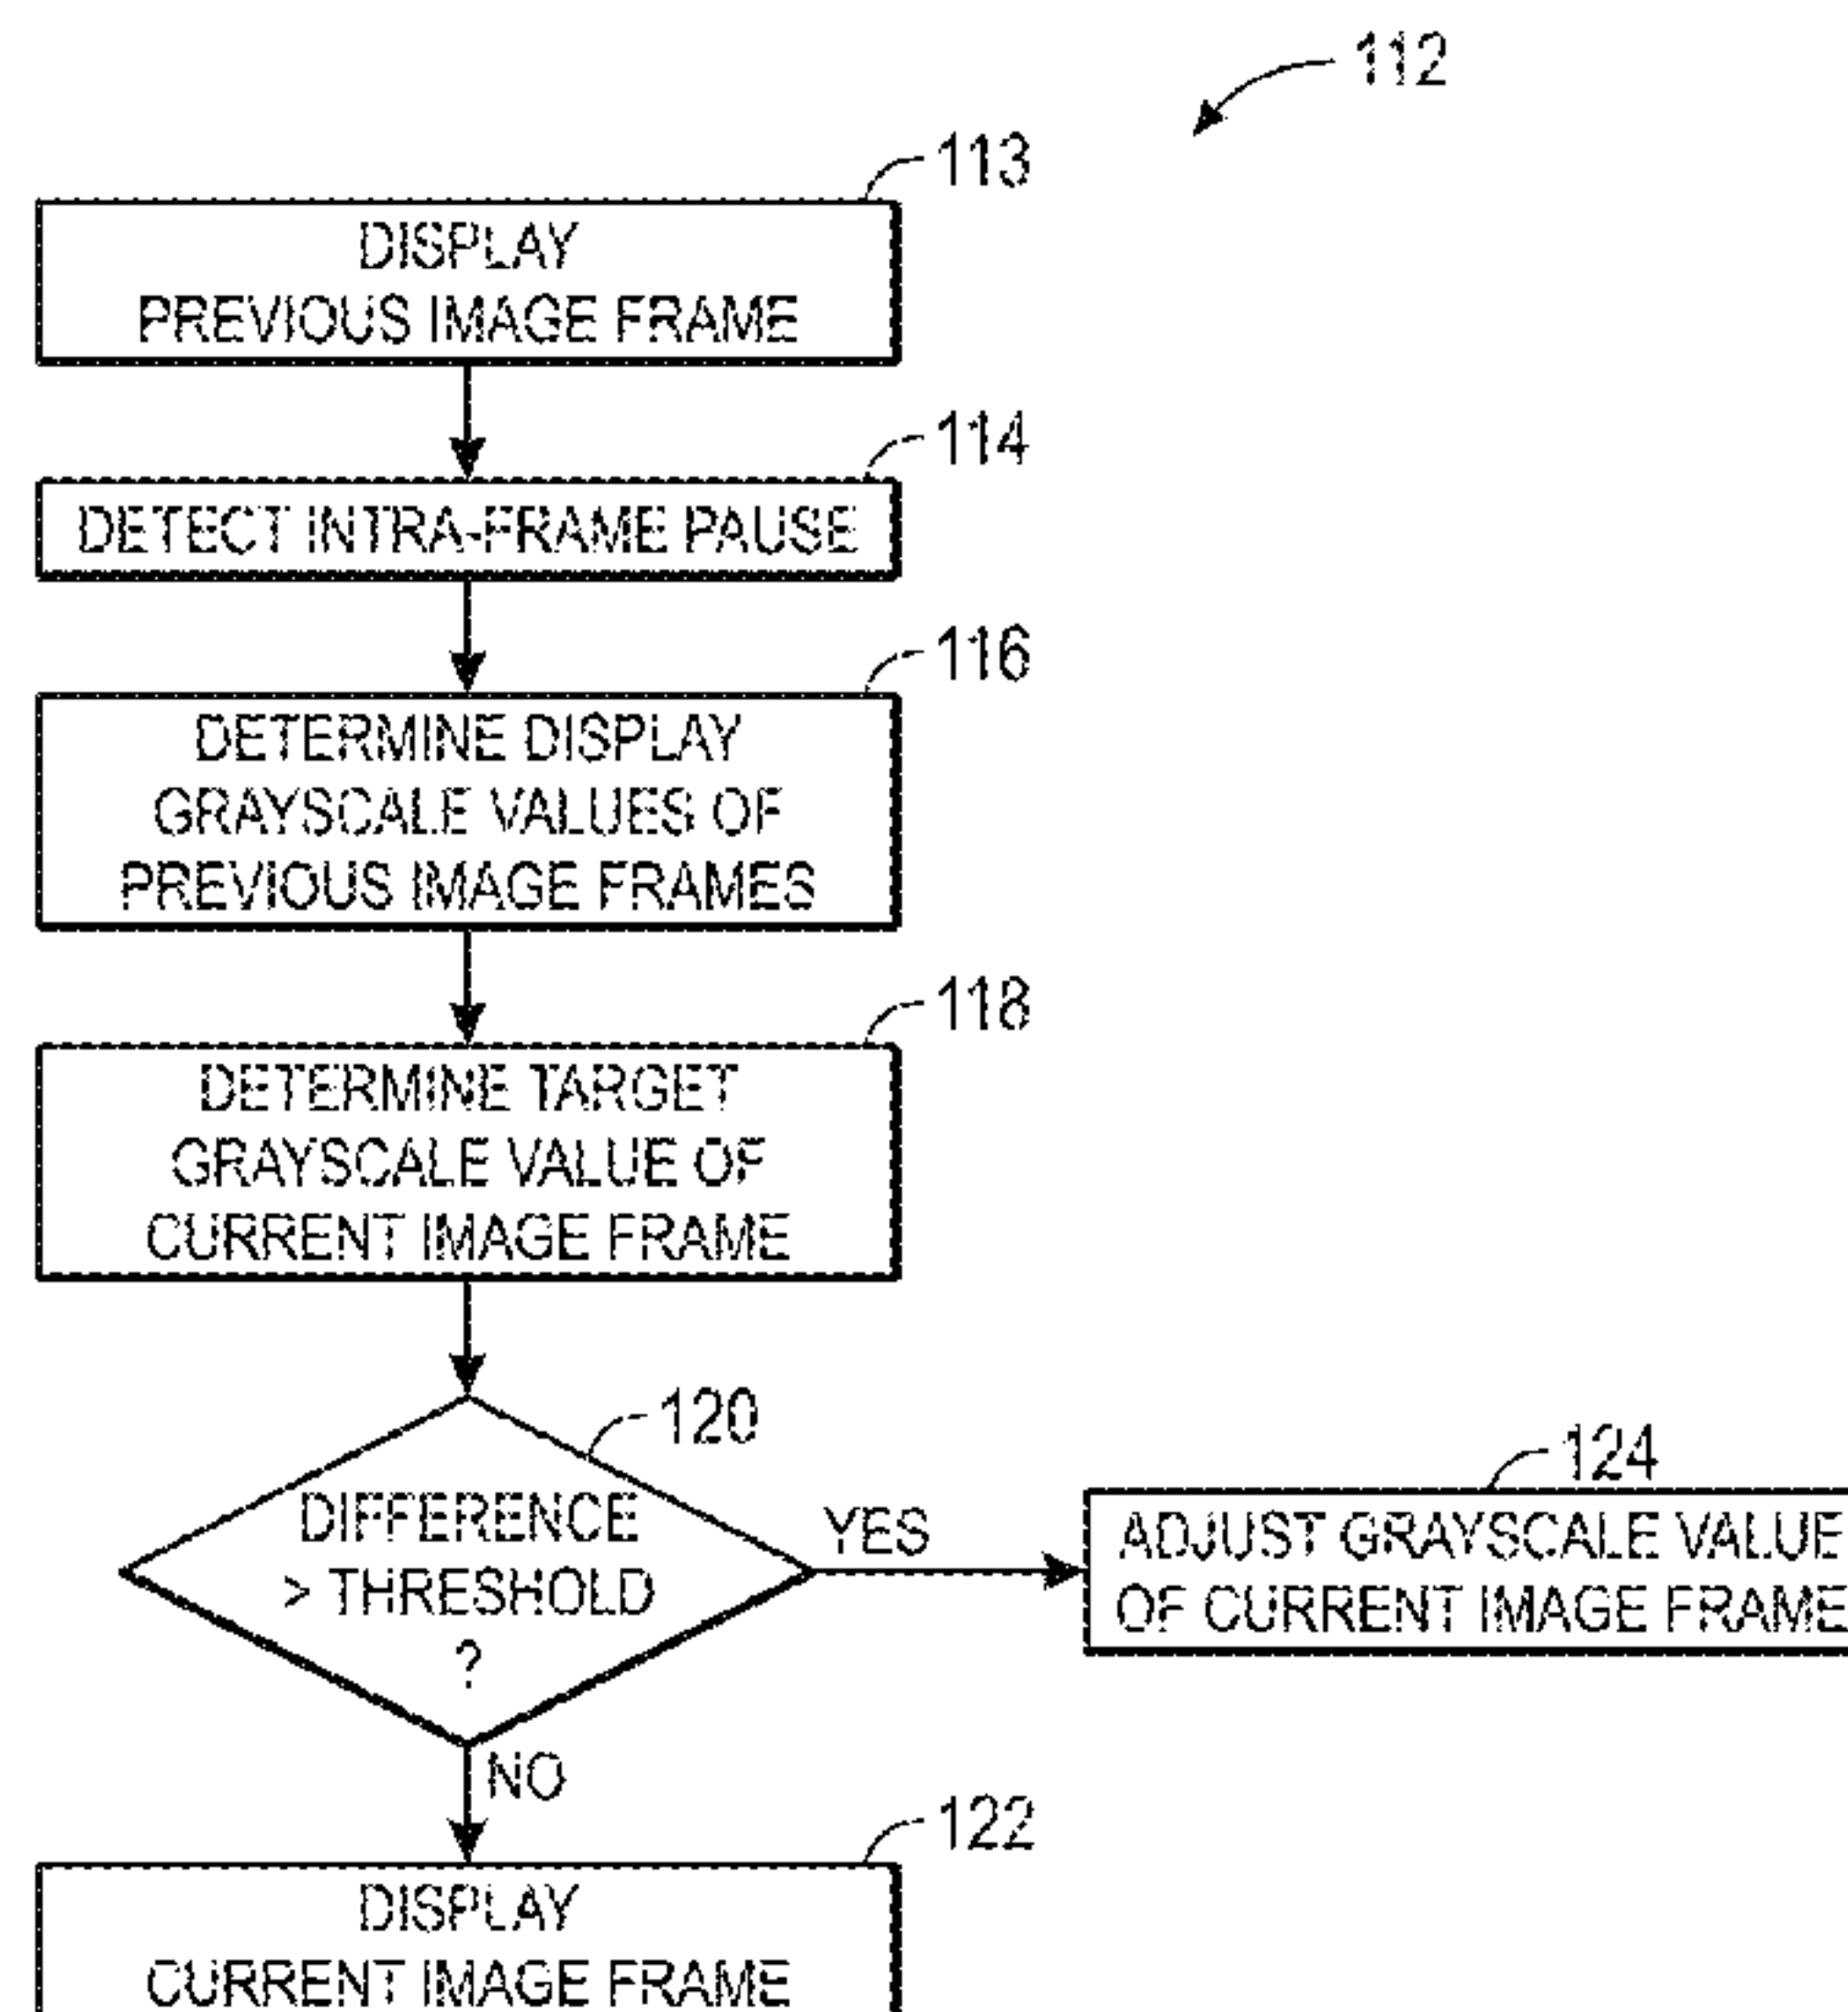 112
113
DISPLAY
PREVIOUS IMAGE FRAME
114
DETECT INTRA-FRAME PAUSE
116
DETERMINE DISPLAY
GRAYSCALE VALUES OF
PREVIOUS IMAGE FRAMES
118
DETERMINE TARGET
GRAYSCALE VALUE OF
CURRENT IMAGE FRAME
120
DIFFERENCE
> THRESHOLD
?
YES
124
ADJUST GRAYSCALE VALUE
OF CURRENT IMAGE FRAME
NO
122
DISPLAY
CURRENT IMAGE FRAME